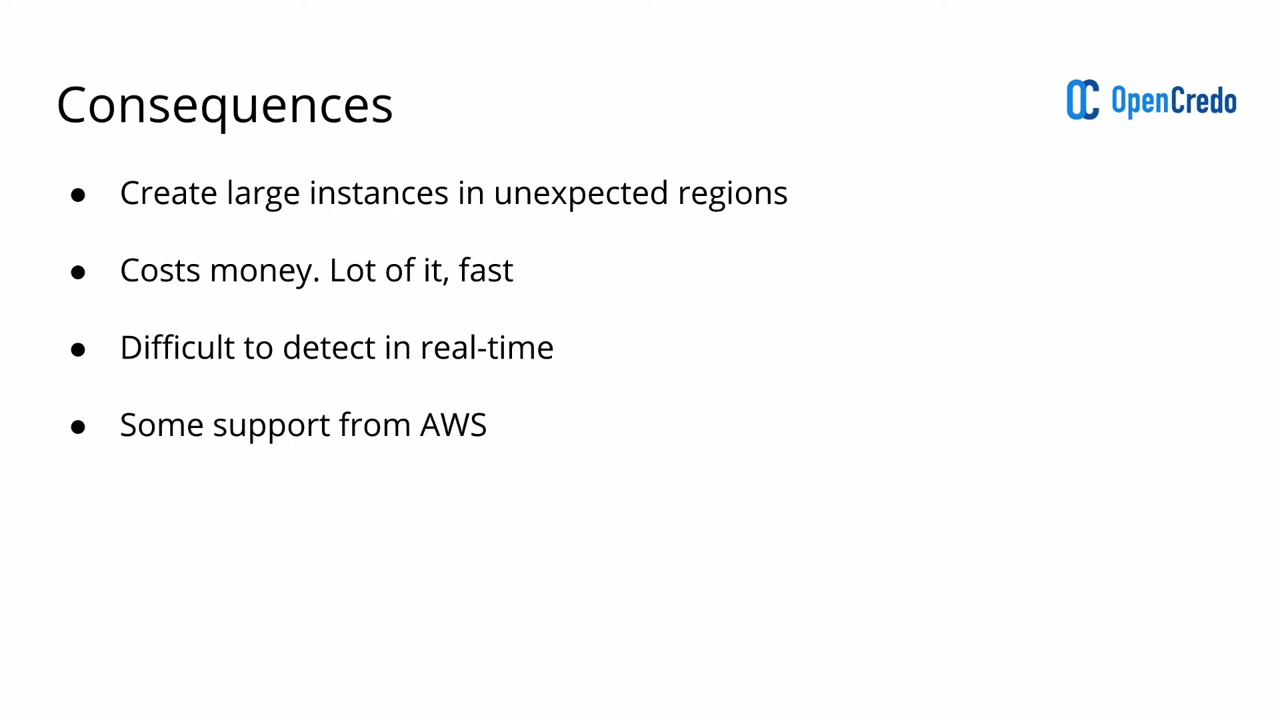 Consequences
OpenCredo
● Create large instances in unexpected regions
● Costs money. Lot of it, fast
● Difficult to detect in real-time
● Some support from AWS